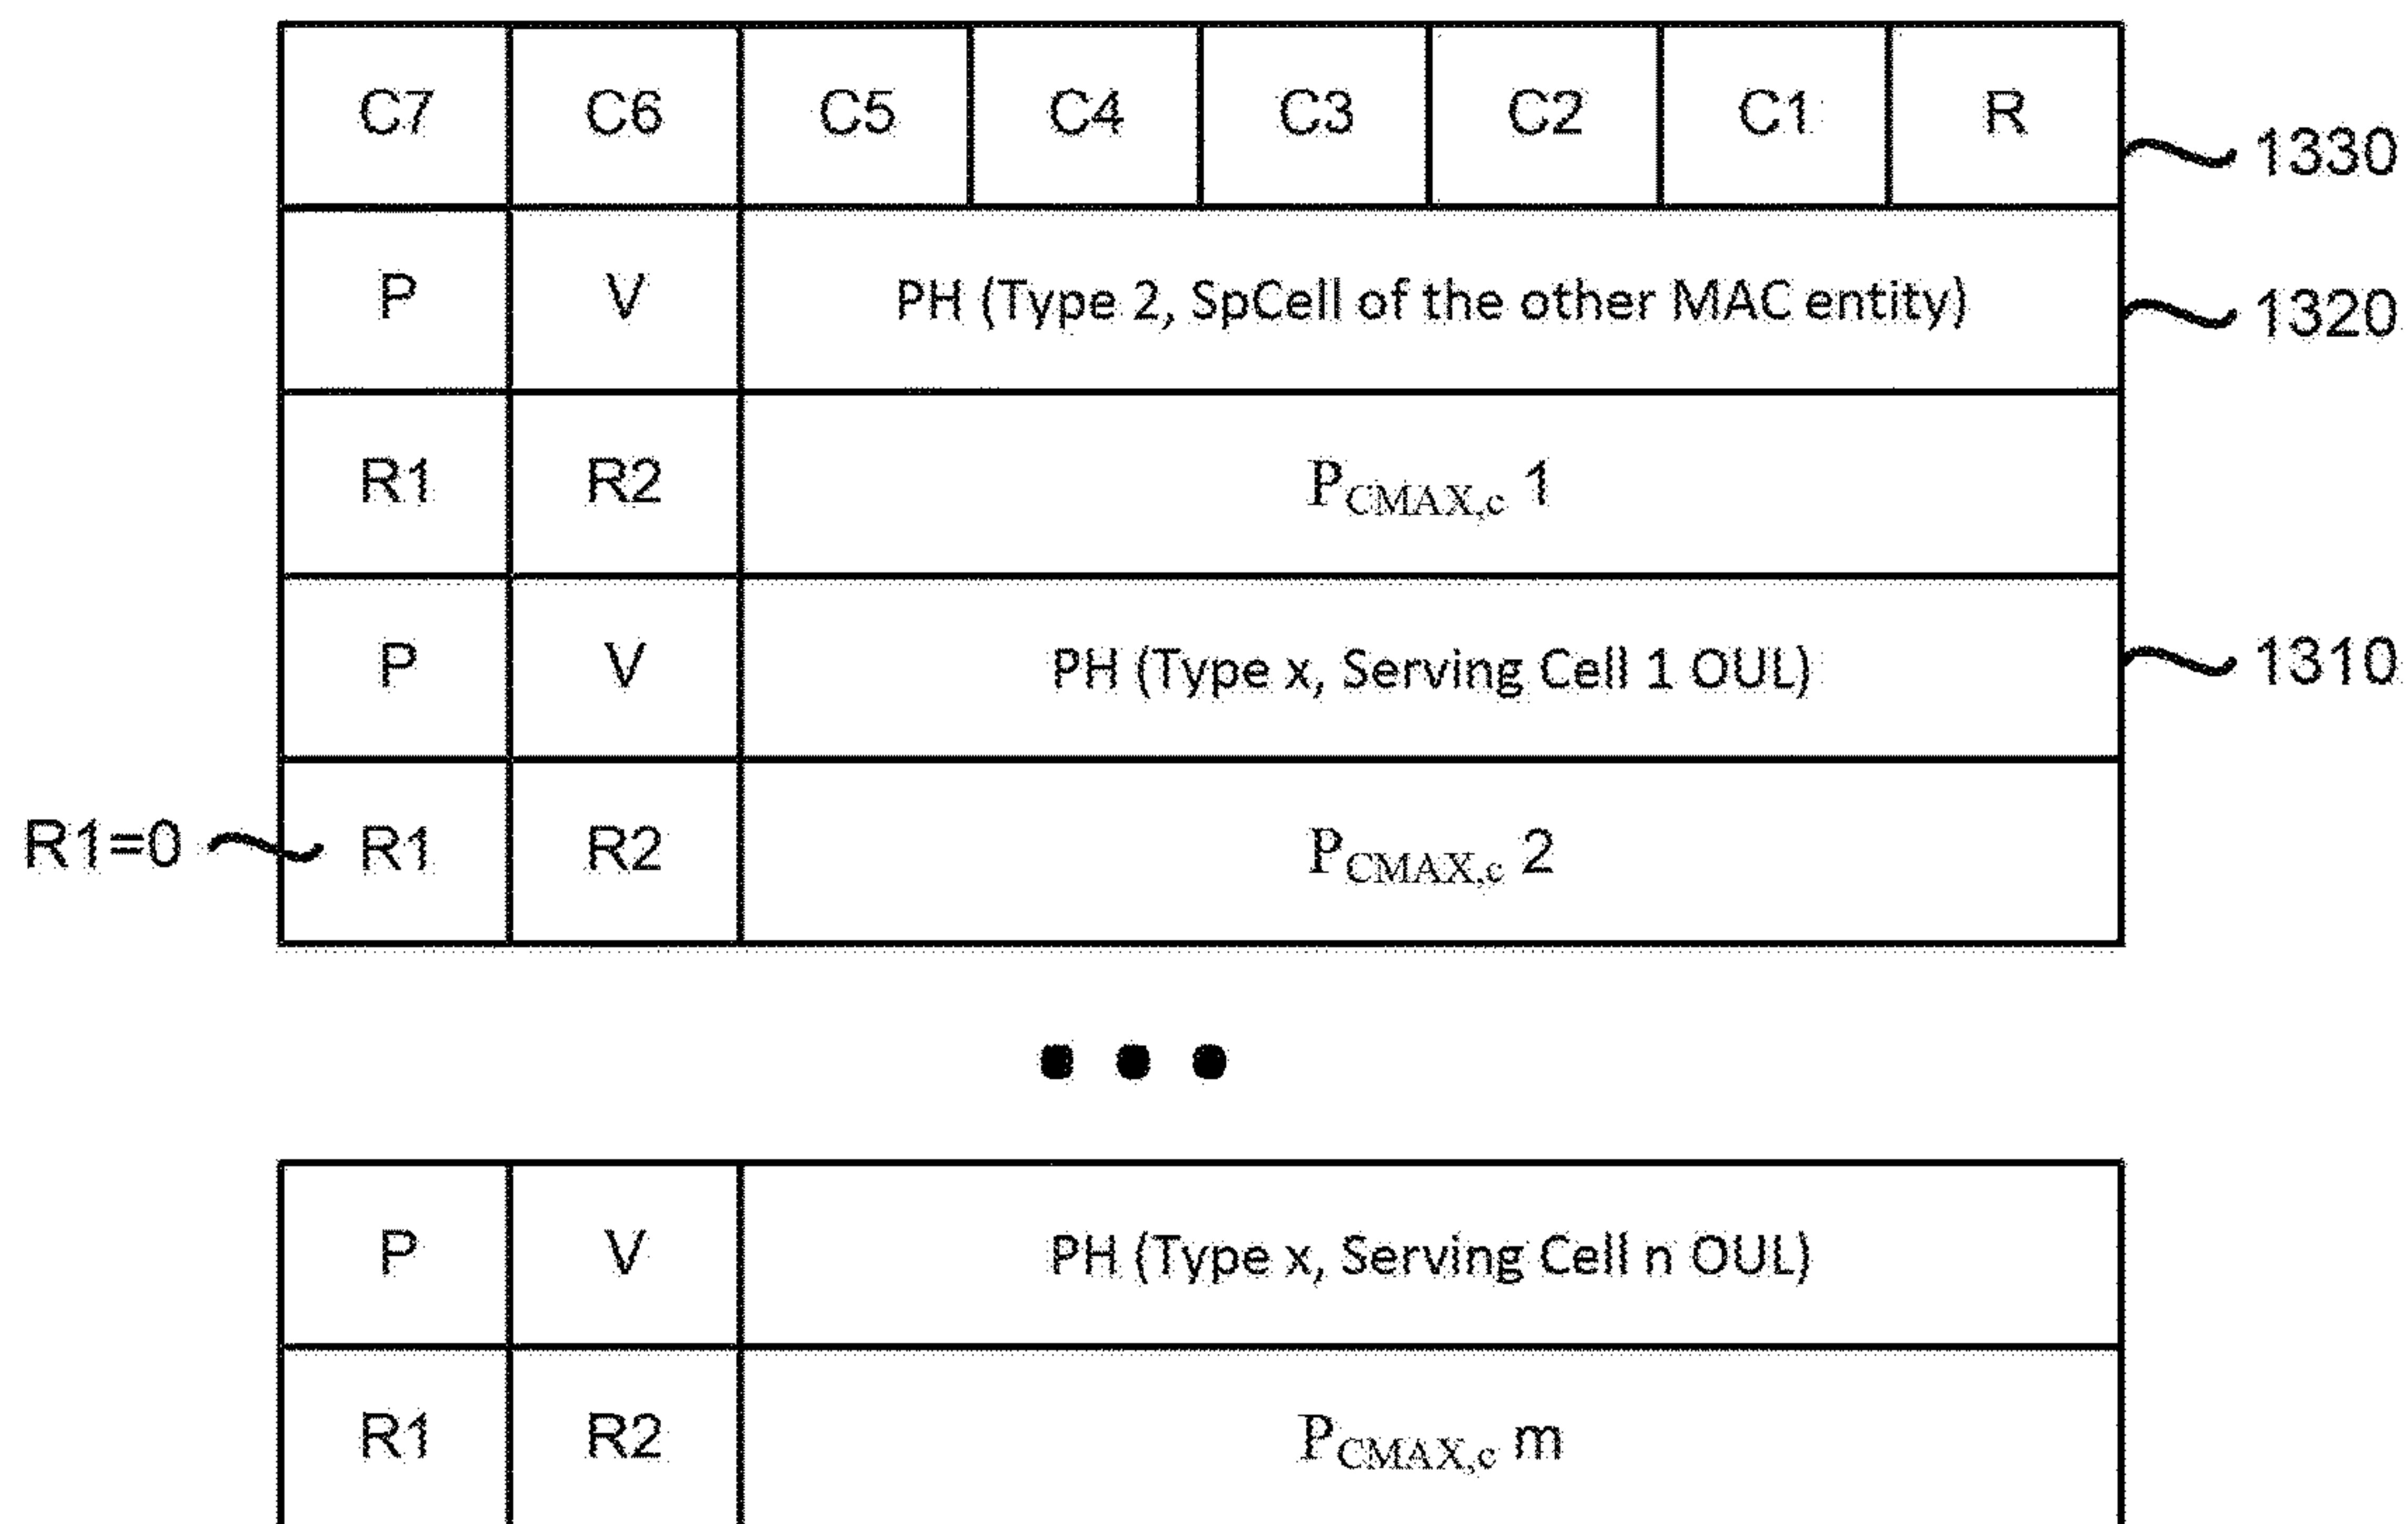 C7 C6 C5 C4 C3 C2 C1 R 1330
P V PH (Type 2, SpCell of the other MAC entity) 1320
R1 R2 PCMAX,c 1
P V PH (Type x, Serving Cell 1 OUL) 1310
R1=0 R1 R2 PCMAX,c 2
P V PH (Type x, Serving Cell n OUL)
R1 R2 PCMAX,c m